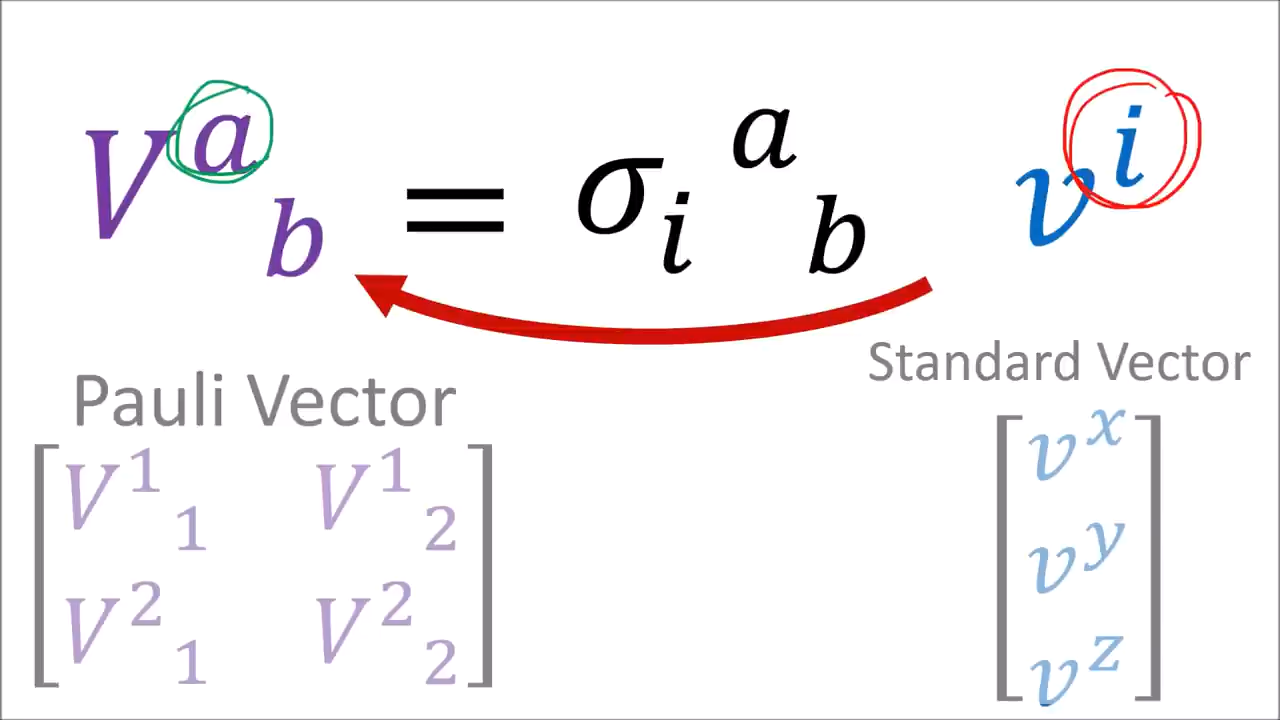 V^a_b = σ_i^a_b v^i
Standard Vector
Pauli Vector
v^x
V^1_1 V^1_2
v^y
V^2_1 V^2_2
v^z